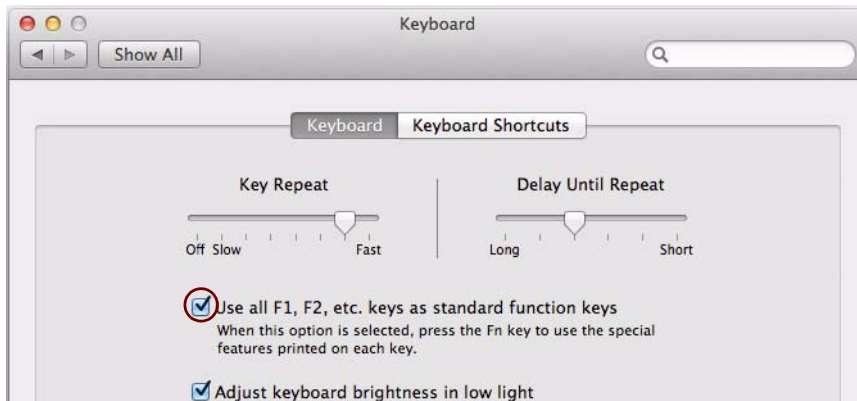 Keyboard
Show All
Keyboard Keyboard Shortcuts
Key Repeat Delay Until Repeat
Off Slow Fast Long Short
Use all F1, F2, etc. keys as standard function keys
When this option is selected, press the Fn key to use the special
features printed on each key.
Adjust keyboard brightness in low light